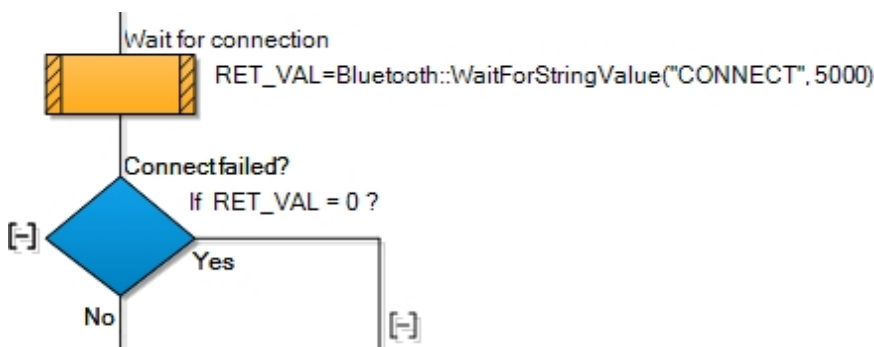 Wait for connection
RET_VAL=Bluetooth::WaitForStringValue("CONNECT", 5000)
Connect failed?
If RET_VAL = 0 ?
[-]
Yes
No
[-]